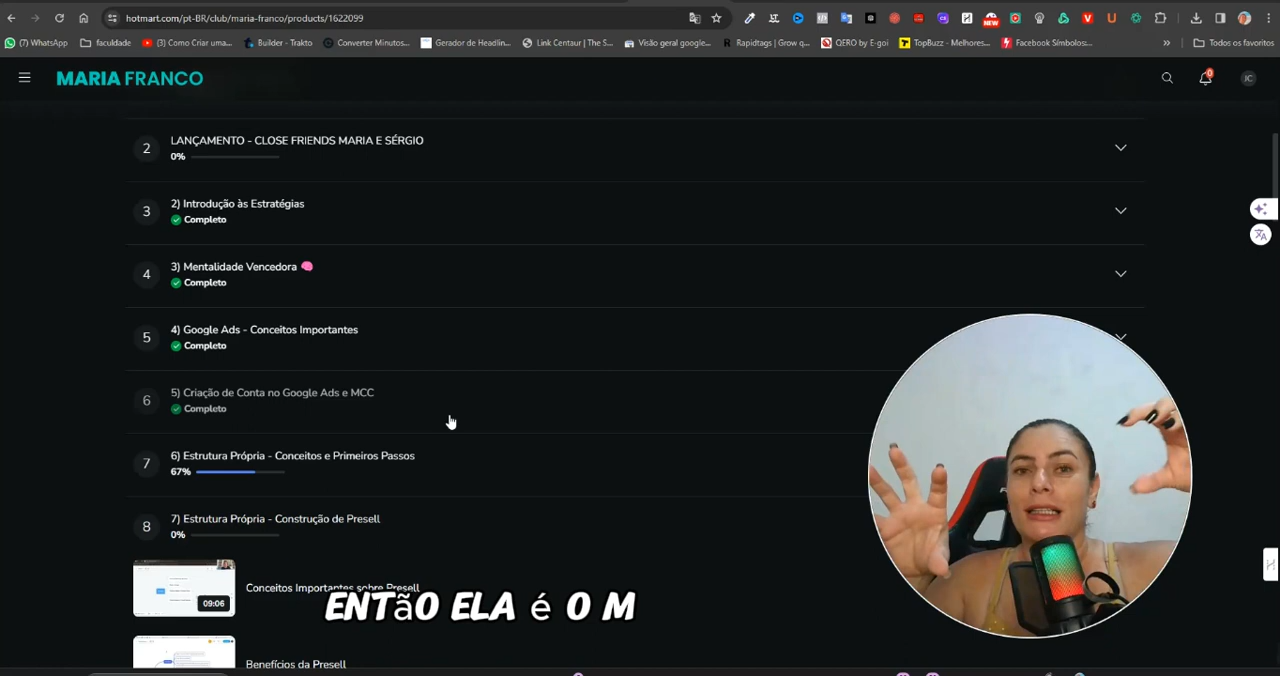 hotmart.com/pt-BR/club/maria-franco/products/1622099
(7) WhatsApp
faculdade
(3) Como Criar uma...
Builder - Trakto
Converter Minutos...
Gerador de Headlin...
Link Centaur | The S...
Visão geral google...
Rapidtags | Grow q...
QERO by E-goi
TopBuzz - Melhores...
Facebook Símbolos:...
»
Todos os favoritos
NEW
MARIA FRANCO
0
JC
2
LANÇAMENTO - CLOSE FRIENDS MARIA E SÉRGIO
0%
3
2) Introdução às Estratégias
Completo
4
3) Mentalidade Vencedora 🧠
Completo
5
4) Google Ads - Conceitos Importantes
Completo
6
5) Criação de Conta no Google Ads e MCC
Completo
7
6) Estrutura Própria - Conceitos e Primeiros Passos
67%
8
7) Estrutura Própria - Construção de Presell
0%
09:06
Conceitos Importantes sobre Presell
ENTãO ELA é O M
Benefícios da Presell